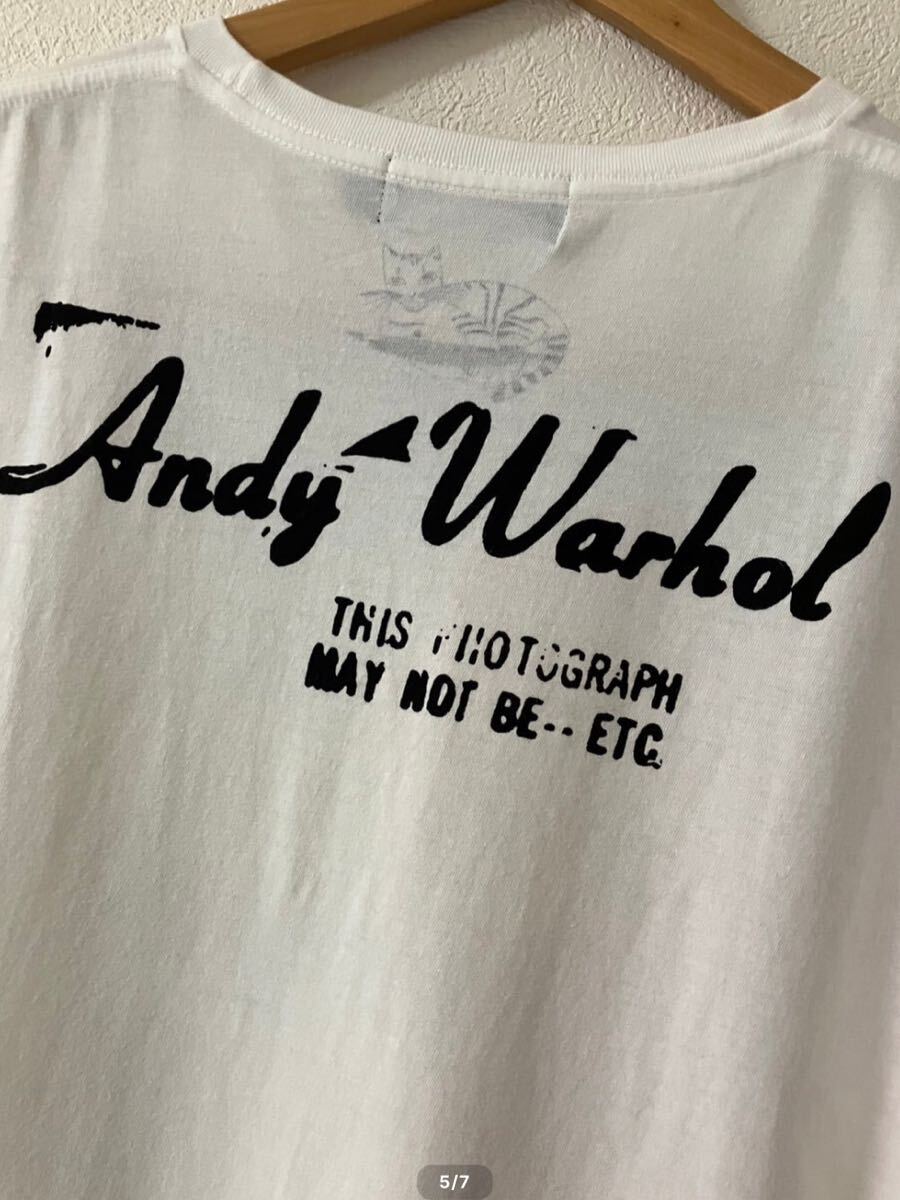 Andy Warhol
THIS PHOTOGRAPH
MAY NOT BE-- ETC.
5/7